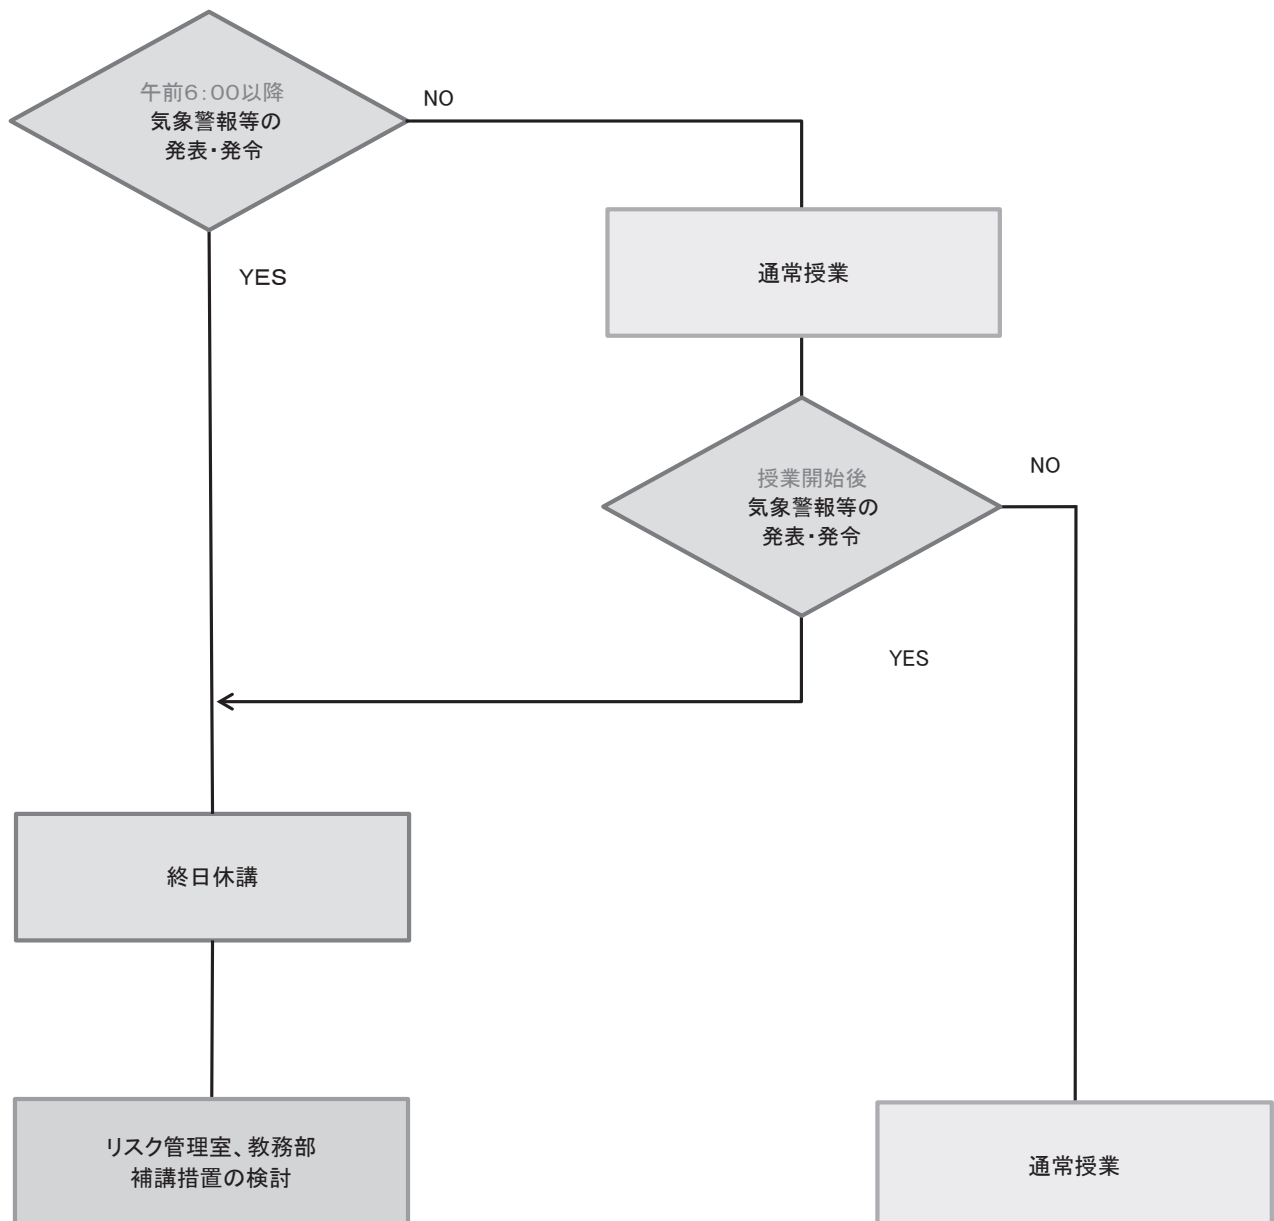 午前6:00以降
気象警報等の
発表・発令
NO
YES
通常授業
授業開始後
気象警報等の
発表・発令
NO
YES
終日休講
リスク管理室、教務部
補講措置の検討
通常授業